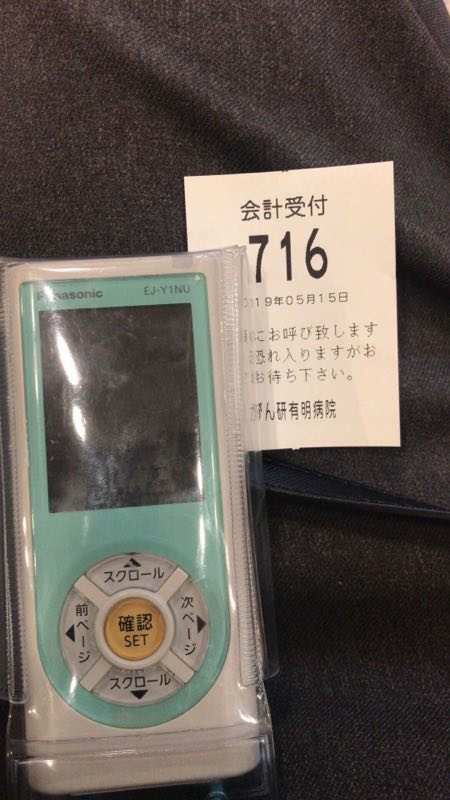 会計受付
716
2019年05月15日
にお呼び致します
恐れ入りますがお
お待ち下さい。
がん研有明病院
Panasonic
EJ-Y1NU
スクロール
前ページ
確認
SET
次ページ
スクロール